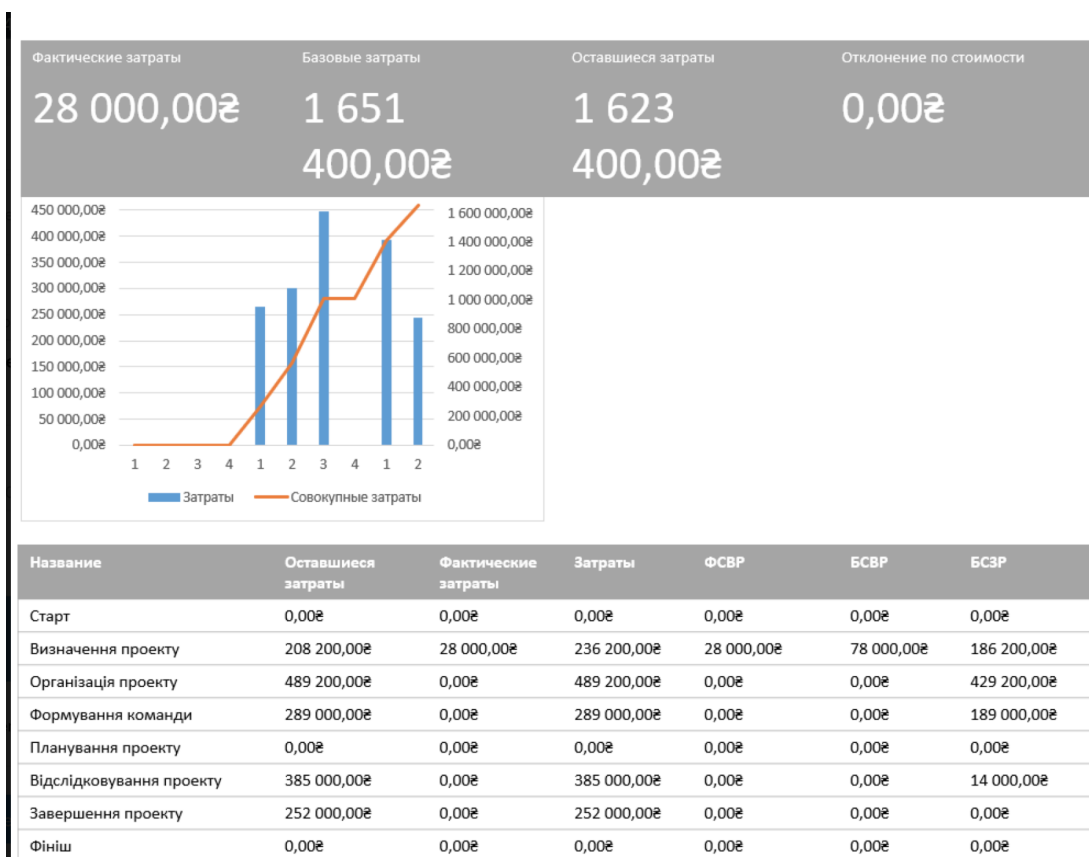 Фактические затраты Базовые затраты Оставшиеся затраты Отклонение по стоимости
28 000,00₴ 1 651 1 623 0,00₴
400,00₴ 400,00₴
450 000,00₴ 1 600 000,00₴
400 000,00₴ 1 400 000,00₴
350 000,00₴ 1 200 000,00₴
300 000,00₴ 1 000 000,00₴
250 000,00₴ 800 000,00₴
200 000,00₴ 600 000,00₴
150 000,00₴ 400 000,00₴
100 000,00₴ 200 000,00₴
50 000,00₴ 0,00₴
0,00₴
1 2 3 4 1 2 3 4 1 2
Затраты Совокупные затраты
Название Оставшиеся Фактические Затраты ФСВР БСВР БСЗР
затраты затраты
Старт 0,00₴ 0,00₴ 0,00₴ 0,00₴ 0,00₴ 0,00₴
Визначення проекту 208 200,00₴ 28 000,00₴ 236 200,00₴ 28 000,00₴ 78 000,00₴ 186 200,00₴
Організація проекту 489 200,00₴ 0,00₴ 489 200,00₴ 0,00₴ 0,00₴ 429 200,00₴
Формування команди 289 000,00₴ 0,00₴ 289 000,00₴ 0,00₴ 0,00₴ 189 000,00₴
Планування проекту 0,00₴ 0,00₴ 0,00₴ 0,00₴ 0,00₴ 0,00₴
Відслідковування проекту 385 000,00₴ 0,00₴ 385 000,00₴ 0,00₴ 0,00₴ 14 000,00₴
Завершення проекту 252 000,00₴ 0,00₴ 252 000,00₴ 0,00₴ 0,00₴ 0,00₴
Фініш 0,00₴ 0,00₴ 0,00₴ 0,00₴ 0,00₴ 0,00₴